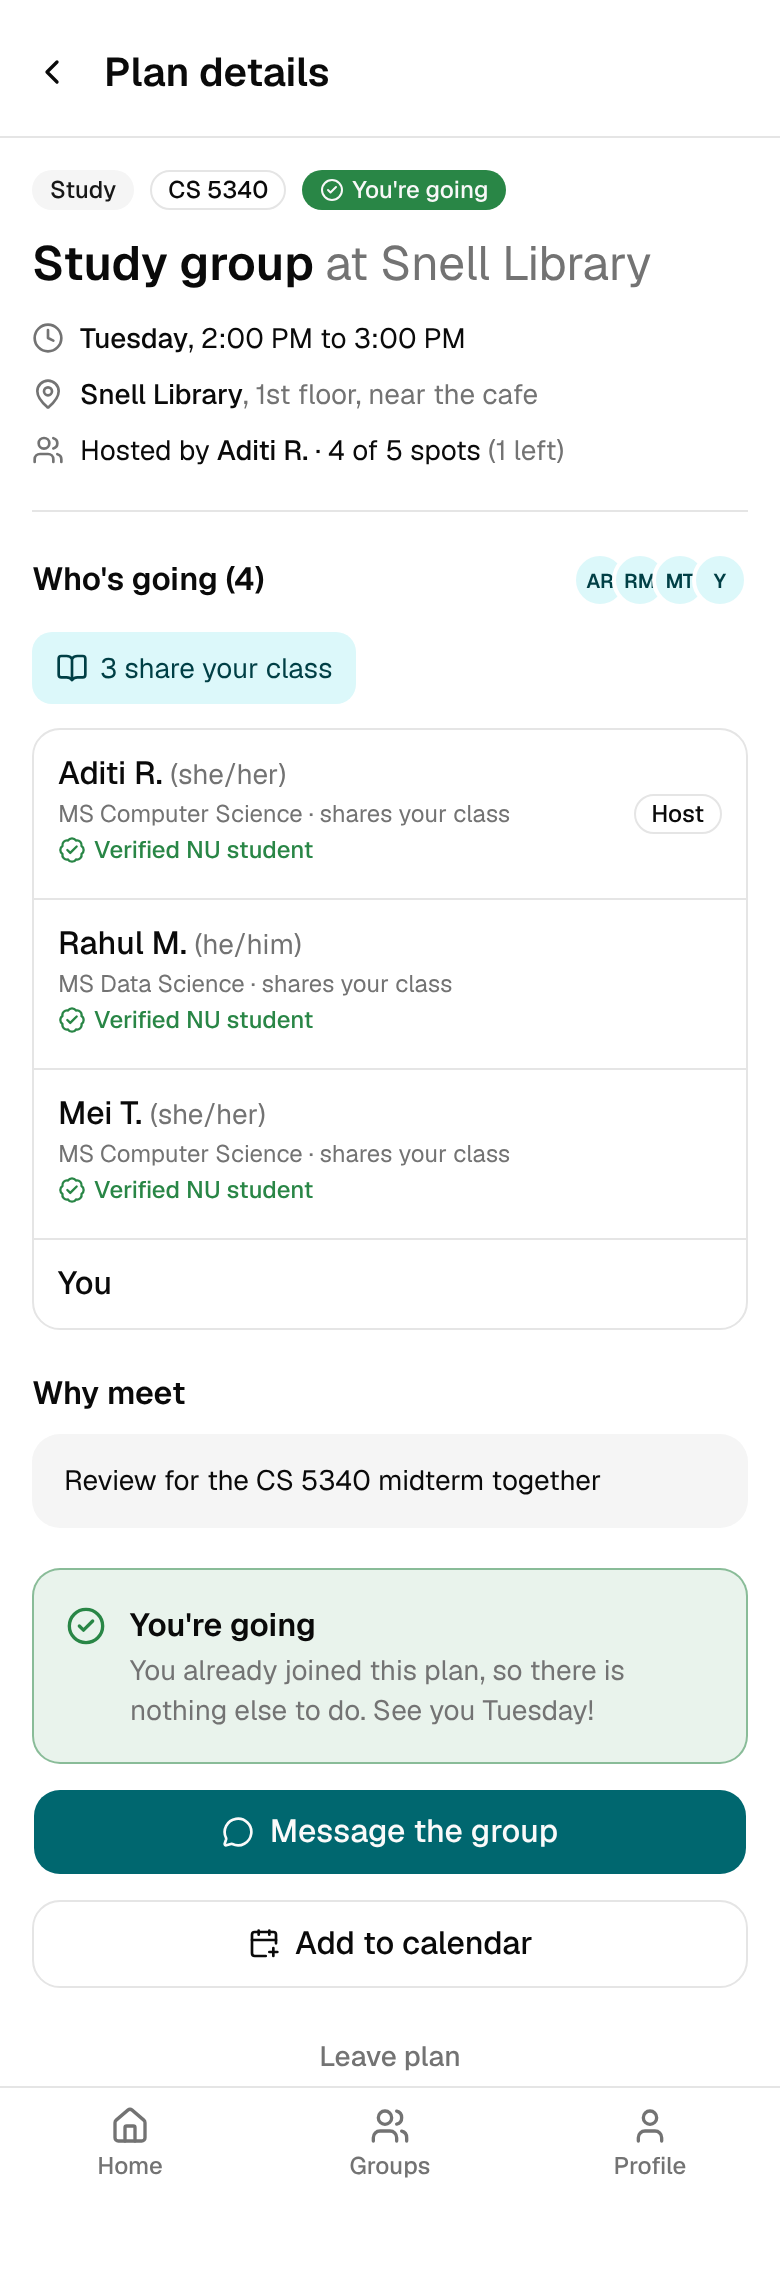 Plan details
Study CS 5340 You're going
Study group at Snell Library
Tuesday, 2:00 PM to 3:00 PM
Snell Library, 1st floor, near the cafe
Hosted by Aditi R. · 4 of 5 spots (1 left)
Who's going (4) AR RM MT Y
3 share your class
Aditi R. (she/her)
MS Computer Science · shares your class
Host
Verified NU student
Rahul M. (he/him)
MS Data Science · shares your class
Verified NU student
Mei T. (she/her)
MS Computer Science · shares your class
Verified NU student
You
Why meet
Review for the CS 5340 midterm together
You're going
You already joined this plan, so there is
nothing else to do. See you Tuesday!
Message the group
Add to calendar
Leave plan
Home Groups Profile